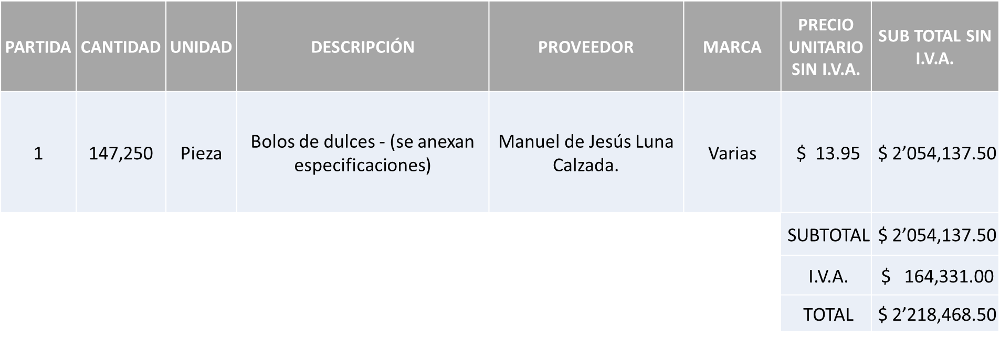 PARTIDA CANTIDAD UNIDAD DESCRIPCIÓN PROVEEDOR MARCA PRECIO UNITARIO SIN I.V.A. SUB TOTAL SIN I.V.A.
1 147,250 Pieza Bolos de dulces - (se anexan especificaciones) Manuel de Jesús Luna Calzada. Varias $ 13.95 $ 2’054,137.50
SUBTOTAL $ 2’054,137.50
I.V.A. $ 164,331.00
TOTAL $ 2’218,468.50